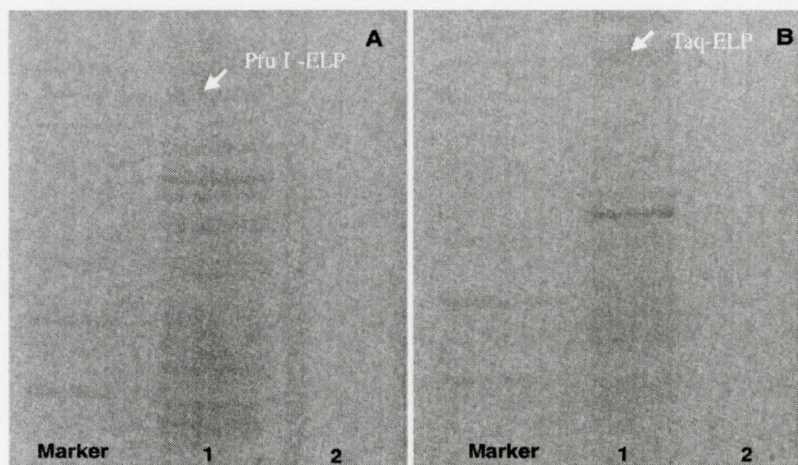 A
Pfu I -ELP
Marker 1 2
B
Taq-ELP
Marker 1 2